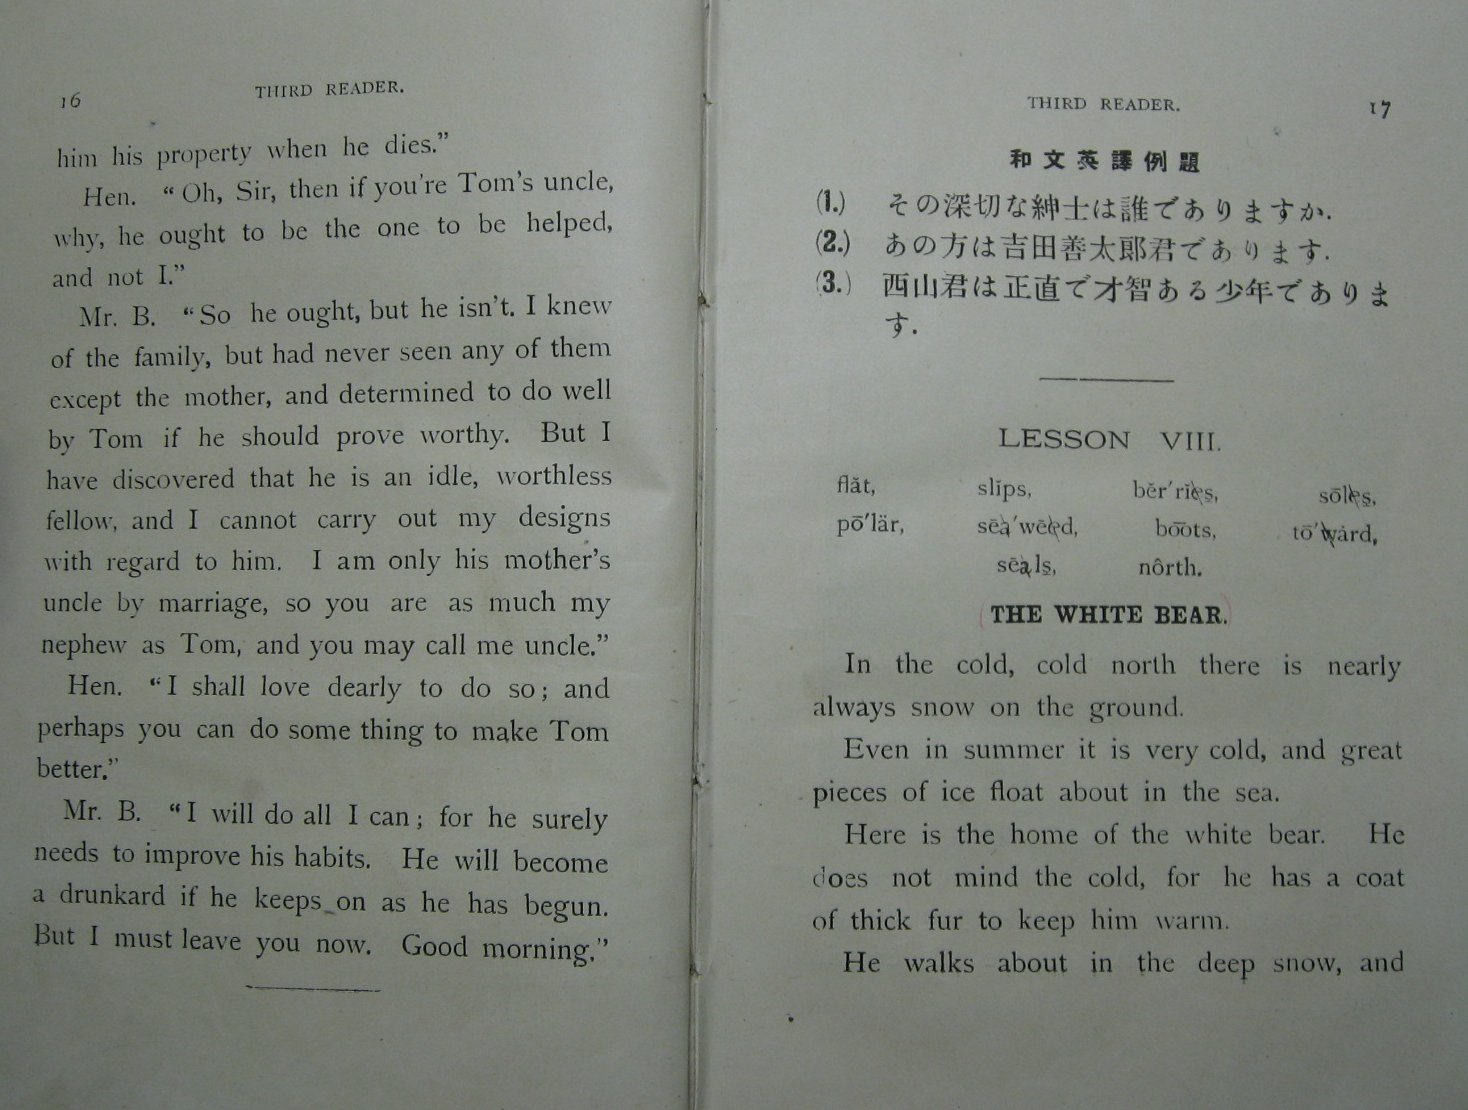 16
THIRD READER.
him his property when he dies.”
Hen. “Oh, Sir, then if you're Tom's uncle,
why, he ought to be the one to be helped,
and not I.”
Mr. B. “So he ought, but he isn't. I knew
of the family, but had never seen any of them
except the mother, and determined to do well
by Tom if he should prove worthy. But I
have discovered that he is an idle, worthless
fellow, and I cannot carry out my designs
with regard to him. I am only his mother's
uncle by marriage, so you are as much my
nephew as Tom, and you may call me uncle.”
Hen. “I shall love dearly to do so; and
perhaps you can do some thing to make Tom
better.”
Mr. B. “I will do all I can; for he surely
needs to improve his habits. He will become
a drunkard if he keeps on as he has begun.
But I must leave you now. Good morning.”
THIRD READER.
17
和文英譯例題
(1.) その深切な紳士は誰でありますか.
(2.) あの方は吉田善太郎君であります.
(3.) 西山君は正直で才智ある少年でありま
す.
LESSON VIII.
flăt, slĭps, bĕr′rĭes, sōles,
pō′lär, sēa′wēed, bo͞ots, tō′wȧrd,
sēals, nôrth.
THE WHITE BEAR.
In the cold, cold north there is nearly
always snow on the ground.
Even in summer it is very cold, and great
pieces of ice float about in the sea.
Here is the home of the white bear. He
does not mind the cold, for he has a coat
of thick fur to keep him warm.
He walks about in the deep snow, and